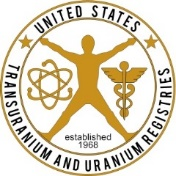 UNITED STATES
TRANSURANIUM AND URANIUM REGISTRIES
established
1968